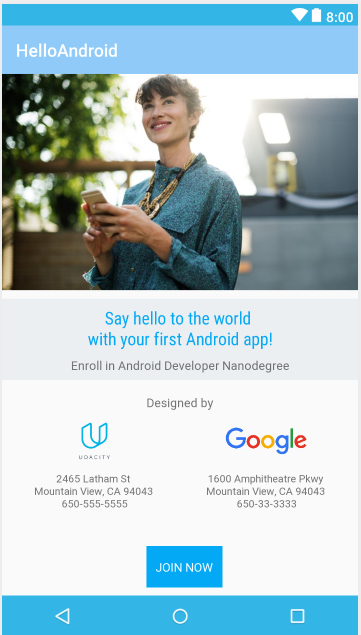 8:00
HelloAndroid
Say hello to the world
with your first Android app!
Enroll in Android Developer Nanodegree
Designed by
UDACITY
Google
2465 Latham St
Mountain View, CA 94043
650-555-5555
1600 Amphitheatre Pkwy
Mountain View, CA 94043
650-33-3333
JOIN NOW